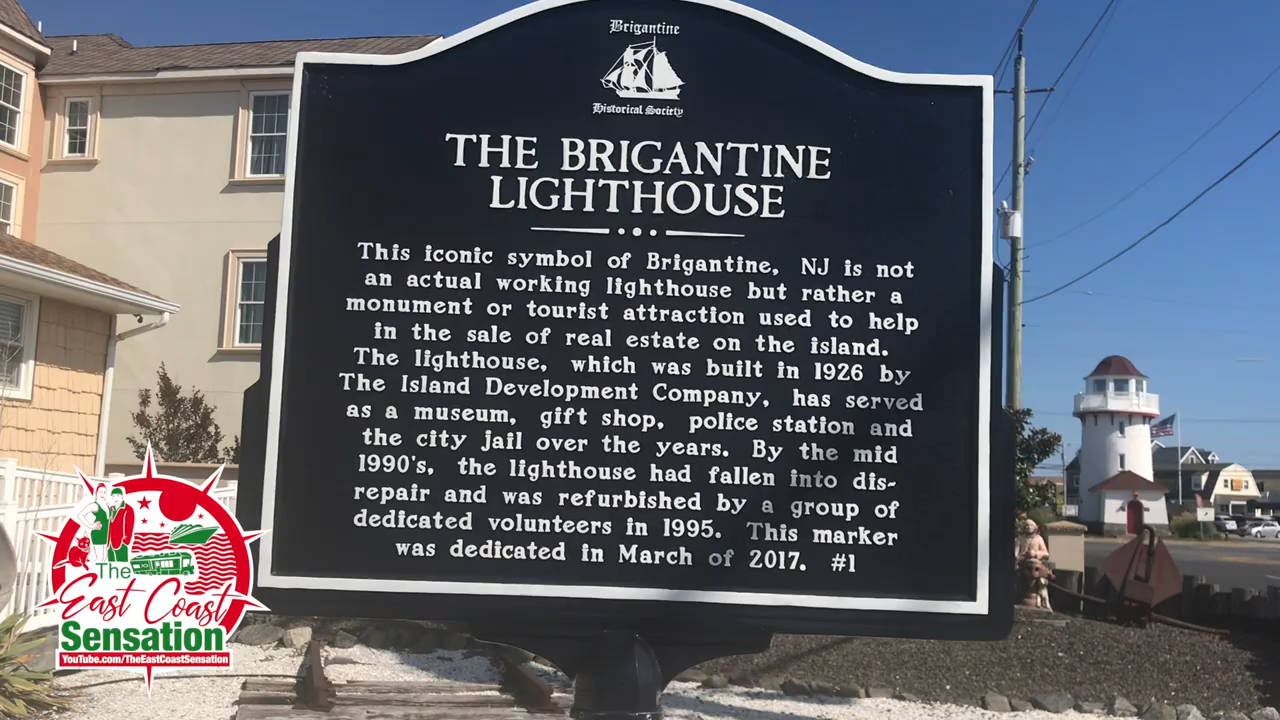 Brigantine
Historical Society
THE BRIGANTINE
LIGHTHOUSE
This iconic symbol of Brigantine, NJ is not
an actual working lighthouse but rather a
monument or tourist attraction used to help
in the sale of real estate on the island.
The lighthouse, which was built in 1926 by
The Island Development Company, has served
as a museum, gift shop, police station and
the city jail over the years. By the mid
1990's, the lighthouse had fallen into dis-
repair and was refurbished by a group of
dedicated volunteers in 1995. This marker
was dedicated in March of 2017. #1
The
East Coast
Sensation
YouTube.com/TheEastCoastSensation